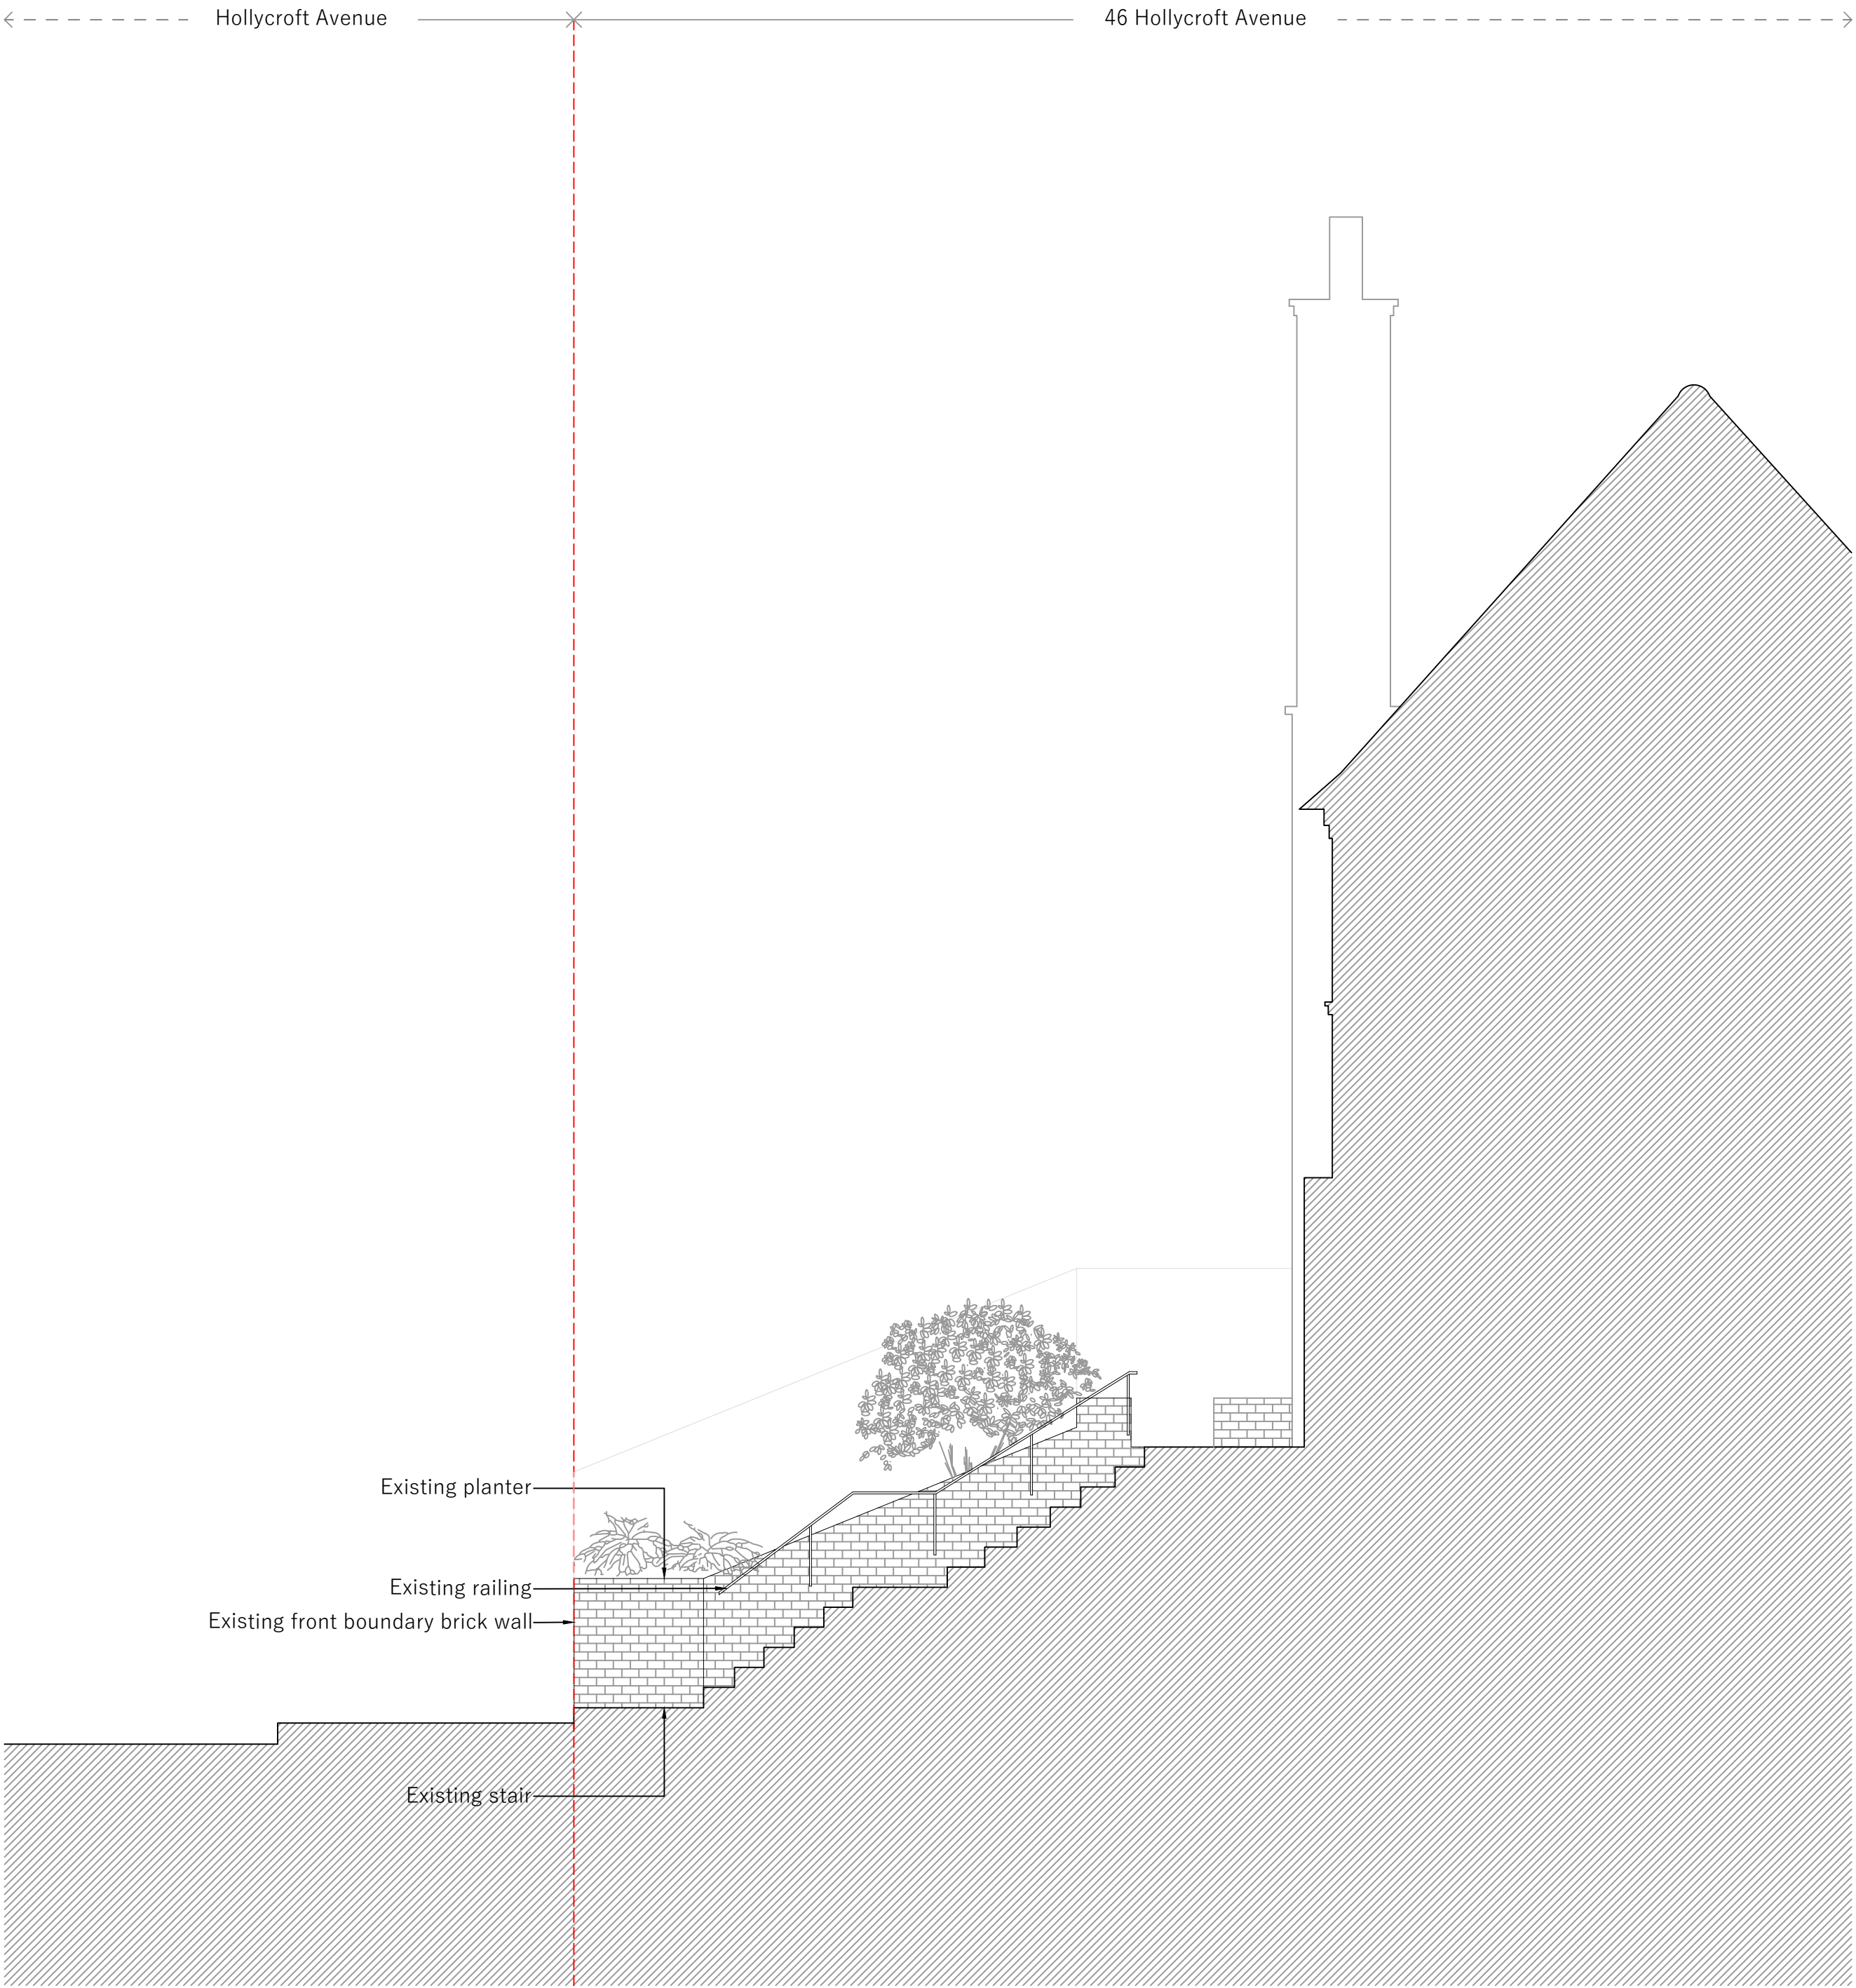 Hollycroft Avenue
46 Hollycroft Avenue
Existing planter
Existing railing
Existing front boundary brick wall
Existing stair